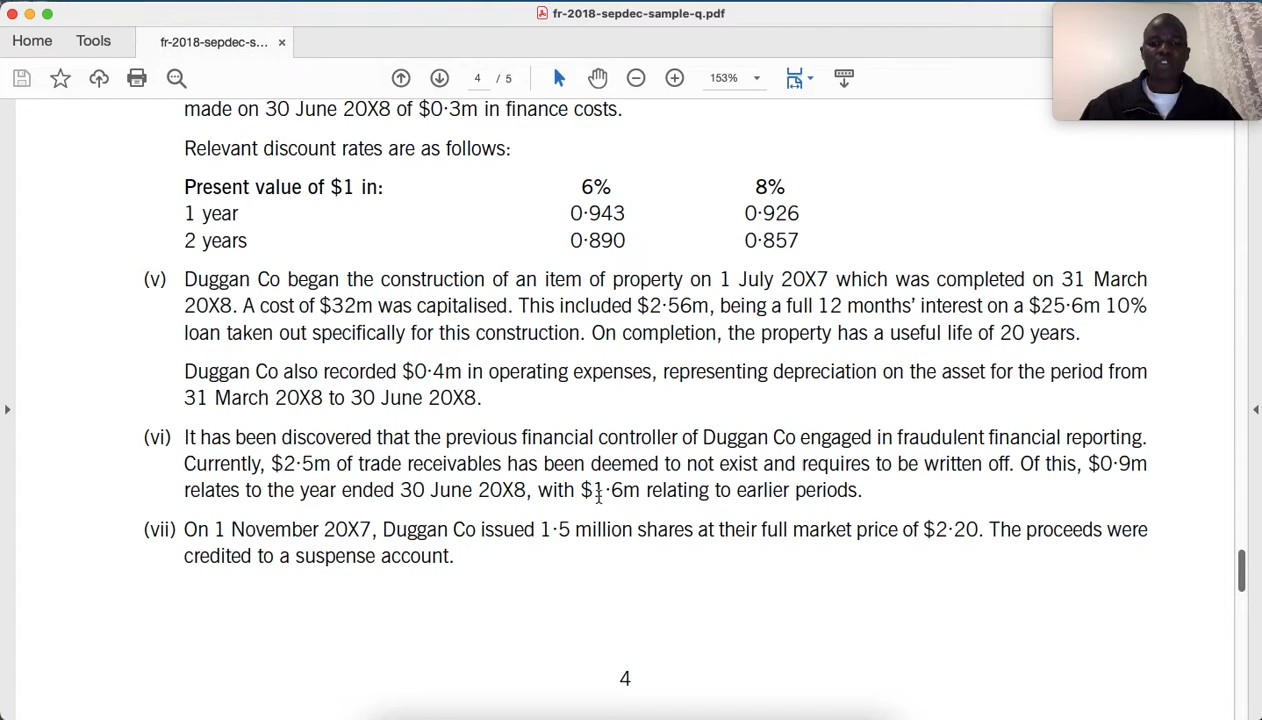 fr-2018-sepdec-sample-q.pdf
Home Tools fr-2018-sepdec-s... ×
4 / 5 153%
made on 30 June 20X8 of $0·3m in finance costs.
Relevant discount rates are as follows:
Present value of $1 in: 6% 8%
1 year 0·943 0·926
2 years 0·890 0·857
(v) Duggan Co began the construction of an item of property on 1 July 20X7 which was completed on 31 March
20X8. A cost of $32m was capitalised. This included $2·56m, being a full 12 months’ interest on a $25·6m 10%
loan taken out specifically for this construction. On completion, the property has a useful life of 20 years.
Duggan Co also recorded $0·4m in operating expenses, representing depreciation on the asset for the period from
31 March 20X8 to 30 June 20X8.
(vi) It has been discovered that the previous financial controller of Duggan Co engaged in fraudulent financial reporting.
Currently, $2·5m of trade receivables has been deemed to not exist and requires to be written off. Of this, $0·9m
relates to the year ended 30 June 20X8, with $1·6m relating to earlier periods.
(vii) On 1 November 20X7, Duggan Co issued 1·5 million shares at their full market price of $2·20. The proceeds were
credited to a suspense account.
4